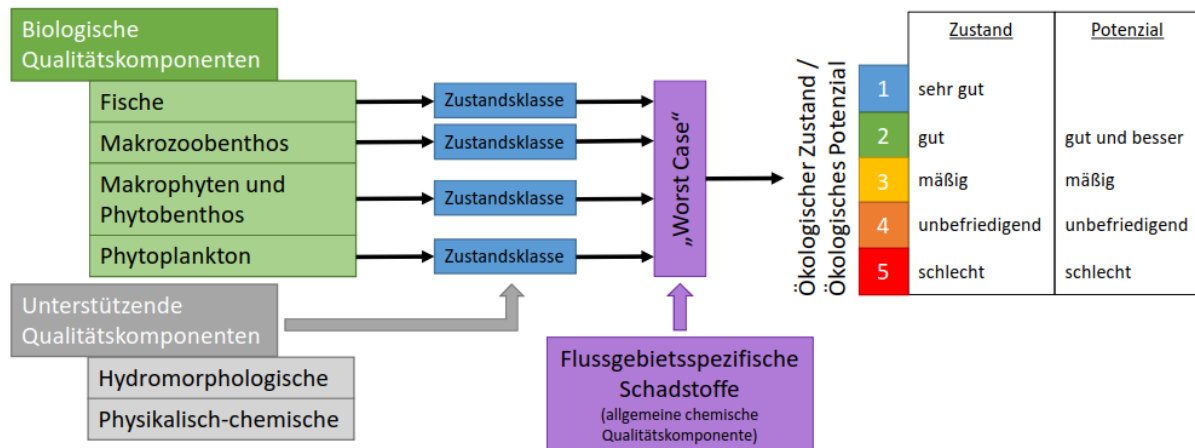 Biologische
Qualitätskomponenten
Fische
Makrozoobenthos
Makrophyten und
Phytobenthos
Phytoplankton
Zustandsklasse
Zustandsklasse
Zustandsklasse
Zustandsklasse
„Worst Case“
Unterstützende
Qualitätskomponenten
Hydromorphologische
Physikalisch-chemische
Flussgebietsspezifische
Schadstoffe
(allgemeine chemische
Qualitätskomponente)
Ökologischer Zustand /
Ökologisches Potenzial
Zustand Potenzial
1 sehr gut
2 gut gut und besser
3 mäßig mäßig
4 unbefriedigend unbefriedigend
5 schlecht schlecht